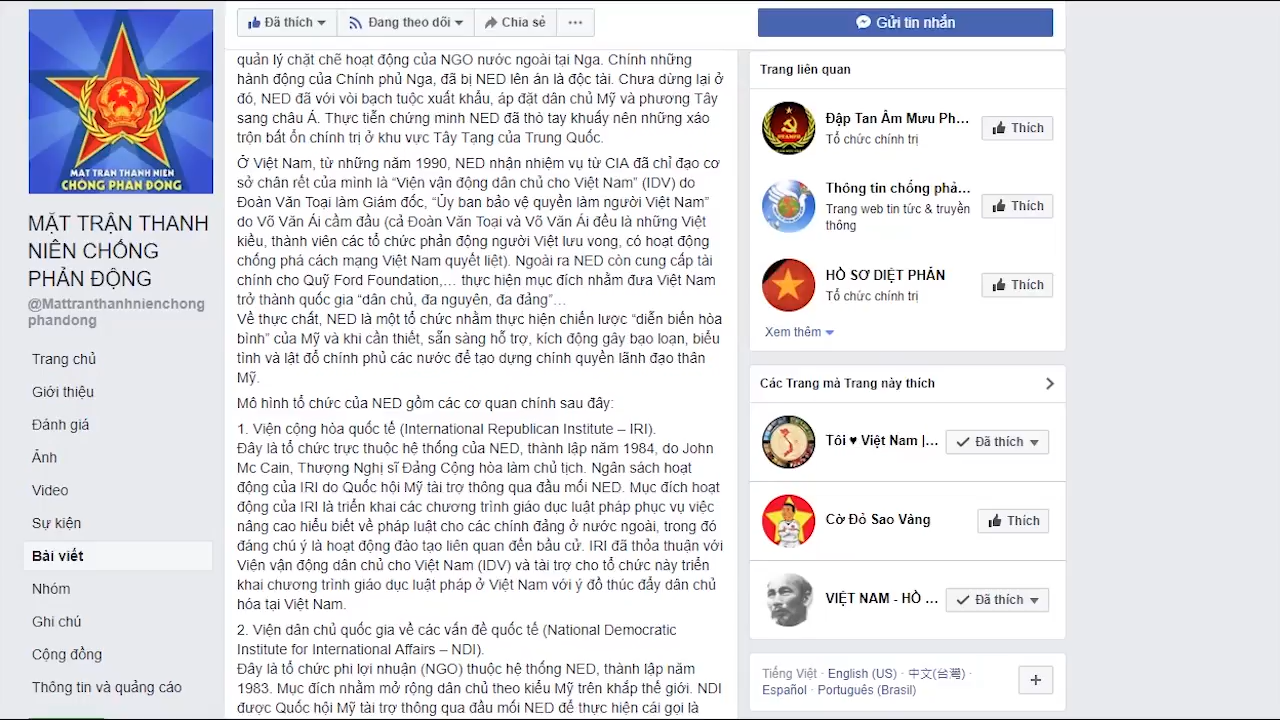 Đã thích
Đang theo dõi
Chia sẻ
Gửi tin nhắn
MẶT TRẬN THANH NIÊN
CHỐNG PHẢN ĐỘNG
MẶT TRẬN THANH
NIÊN CHỐNG
PHẢN ĐỘNG
@Mattranthanhnienchong
phandong
Trang chủ
Giới thiệu
Đánh giá
Ảnh
Video
Sự kiện
Bài viết
Nhóm
Ghi chú
Cộng đồng
Thông tin và quảng cáo
quản lý chặt chẽ hoạt động của NGO nước ngoài tại Nga. Chính những
hành động của Chính phủ Nga, đã bị NED lên án là độc tài. Chưa dừng lại ở
đó, NED đã với vòi bạch tuộc xuất khẩu, áp đặt dân chủ Mỹ và phương Tây
sang châu Á. Thực tiễn chứng minh NED đã thò tay khuấy nên những xáo
trộn bất ổn chính trị ở khu vực Tây Tạng của Trung Quốc.
Ở Việt Nam, từ những năm 1990, NED nhận nhiệm vụ từ CIA đã chỉ đạo cơ
sở chân rết của mình là “Viện vận động dân chủ cho Việt Nam” (IDV) do
Đoàn Văn Toại làm Giám đốc, “Ủy ban bảo vệ quyền làm người Việt Nam”
do Võ Văn Ái cầm đầu (cả Đoàn Văn Toại và Võ Văn Ái đều là những Việt
kiều, thành viên các tổ chức phản động người Việt lưu vong, có hoạt động
chống phá cách mạng Việt Nam quyết liệt). Ngoài ra NED còn cung cấp tài
chính cho Quỹ Ford Foundation,… thực hiện mục đích nhằm đưa Việt Nam
trở thành quốc gia “dân chủ, đa nguyên, đa đảng”…
Về thực chất, NED là một tổ chức nhằm thực hiện chiến lược “diễn biến hòa
bình” của Mỹ và khi cần thiết, sẵn sàng hỗ trợ, kích động gây bạo loạn, biểu
tình và lật đổ chính phủ các nước để tạo dựng chính quyền lãnh đạo thân
Mỹ.
Mô hình tổ chức của NED gồm các cơ quan chính sau đây:
1. Viện cộng hòa quốc tế (International Republican Institute – IRI).
Đây là tổ chức trực thuộc hệ thống của NED, thành lập năm 1984, do John
Mc Cain, Thượng Nghị sĩ Đảng Cộng hòa làm chủ tịch. Ngân sách hoạt
động của IRI do Quốc hội Mỹ tài trợ thông qua đầu mối NED. Mục đích hoạt
động của IRI là triển khai các chương trình giáo dục luật pháp phục vụ việc
nâng cao hiểu biết về pháp luật cho các chính đảng ở nước ngoài, trong đó
đáng chú ý là hoạt động đào tạo liên quan đến bầu cử. IRI đã thỏa thuận với
Viện vận động dân chủ cho Việt Nam (IDV) và tài trợ cho tổ chức này triển
khai chương trình giáo dục luật pháp ở Việt Nam với ý đồ thúc đẩy dân chủ
hóa tại Việt Nam.
2. Viện dân chủ quốc gia về các vấn đề quốc tế (National Democratic
Institute for International Affairs – NDI).
Đây là tổ chức phi lợi nhuận (NGO) thuộc hệ thống NED, thành lập năm
1983. Mục đích nhằm mở rộng dân chủ theo kiểu Mỹ trên khắp thế giới. NDI
được Quốc hội Mỹ tài trợ thông qua đầu mối NED để thực hiện cái gọi là
Trang liên quan
Đập Tan Âm Mưu Ph...
Tổ chức chính trị
Thích
Thông tin chống phả...
Trang web tin tức & truyền
thông
Thích
HỒ SƠ DIỆT PHẢN
Tổ chức chính trị
Thích
Xem thêm
Các Trang mà Trang này thích
Tôi ♥ Việt Nam |...
Đã thích
Cờ Đỏ Sao Vàng
Thích
VIỆT NAM - HỒ ...
Đã thích
Tiếng Việt · English (US) · 中文(台灣) ·
Español · Português (Brasil)